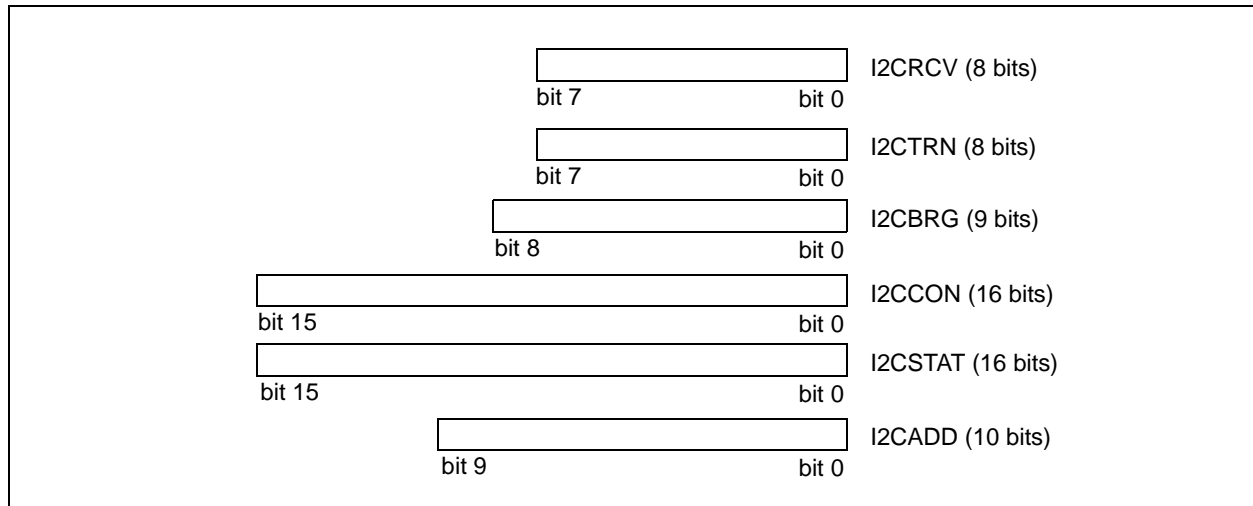 I2CRCV (8 bits)
bit 7 bit 0
I2CTRN (8 bits)
bit 7 bit 0
I2CBRG (9 bits)
bit 8 bit 0
I2CCON (16 bits)
bit 15 bit 0
I2CSTAT (16 bits)
bit 15 bit 0
I2CADD (10 bits)
bit 9 bit 0